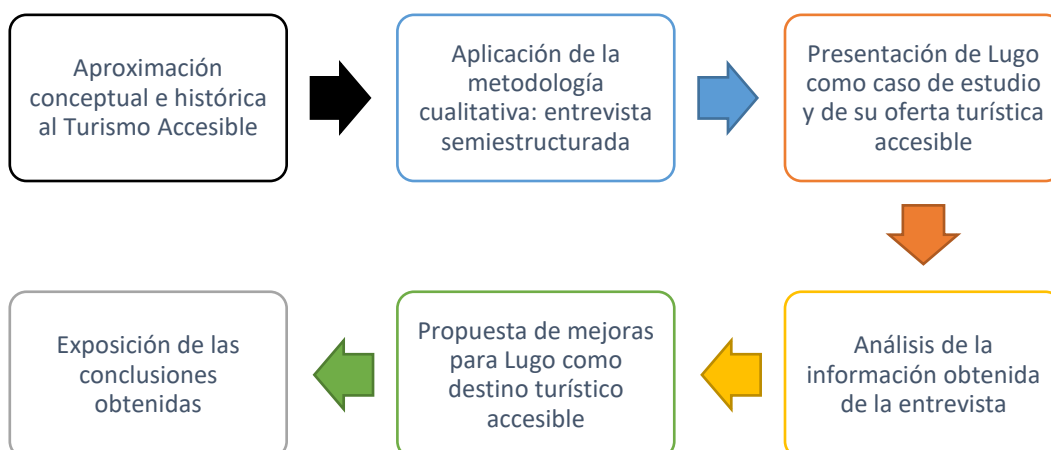 Aproximación
conceptual e histórica
al Turismo Accesible
Aplicación de la
metodología
cualitativa: entrevista
semiestructurada
Presentación de Lugo
como caso de estudio
y de su oferta turística
accesible
Análisis de la
información obtenida
de la entrevista
Propuesta de mejoras
para Lugo como
destino turístico
accesible
Exposición de las
conclusiones
obtenidas